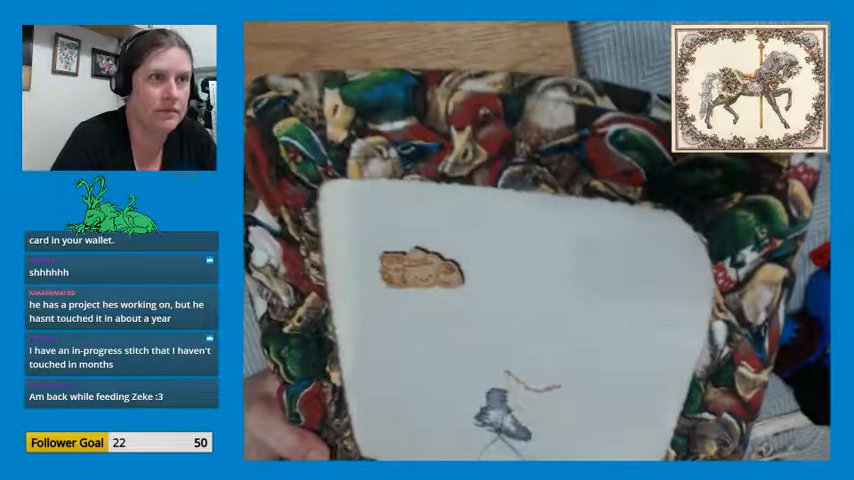 card in your wallet.
shhhhhh
he has a project hes working on, but he
hasnt touched it in about a year
I have an in-progress stitch that I haven't
touched in months
Am back while feeding Zeke :3
Follower Goal 22 50